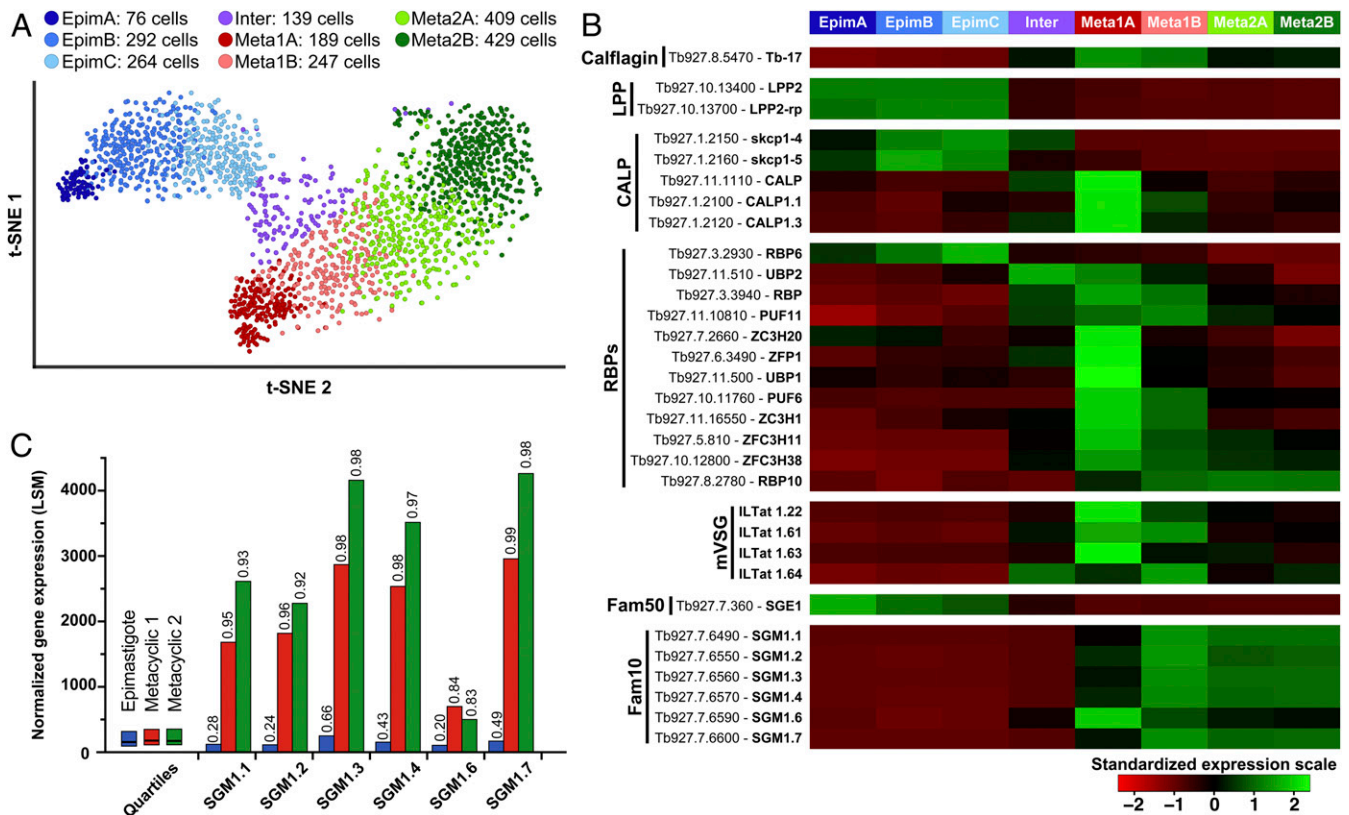 A
EpimA: 76 cells
EpimB: 292 cells
EpimC: 264 cells
Inter: 139 cells
Meta1A: 189 cells
Meta1B: 247 cells
Meta2A: 409 cells
Meta2B: 429 cells
t-SNE 1
t-SNE 2
B
EpimA EpimB EpimC Inter Meta1A Meta1B Meta2A Meta2B
Calflagin
Tb927.8.5470 - Tb-17
LPP
Tb927.10.13400 - LPP2
Tb927.10.13700 - LPP2-rp
CALP
Tb927.1.2150 - skcp1-4
Tb927.1.2160 - skcp1-5
Tb927.11.1110 - CALP
Tb927.1.2100 - CALP1.1
Tb927.1.2120 - CALP1.3
RBPs
Tb927.3.2930 - RBP6
Tb927.11.510 - UBP2
Tb927.3.3940 - RBP
Tb927.11.10810 - PUF11
Tb927.7.2660 - ZC3H20
Tb927.6.3490 - ZFP1
Tb927.11.500 - UBP1
Tb927.10.11760 - PUF6
Tb927.11.16550 - ZC3H1
Tb927.5.810 - ZFC3H11
Tb927.10.12800 - ZFC3H38
Tb927.8.2780 - RBP10
mVSG
ILTat 1.22
ILTat 1.61
ILTat 1.63
ILTat 1.64
Fam50
Tb927.7.360 - SGE1
Fam10
Tb927.7.6490 - SGM1.1
Tb927.7.6550 - SGM1.2
Tb927.7.6560 - SGM1.3
Tb927.7.6570 - SGM1.4
Tb927.7.6590 - SGM1.6
Tb927.7.6600 - SGM1.7
Standardized expression scale
−2 −1 0 1 2
C
Normalized gene expression (LSM)
4000
3000
2000
1000
0
Epimastigote
Metacyclic 1
Metacyclic 2
0.28 0.95 0.93
0.24 0.96 0.92
0.66 0.98 0.98
0.43 0.98 0.97
0.20 0.84 0.83
0.49 0.99 0.98
Quartiles SGM1.1 SGM1.2 SGM1.3 SGM1.4 SGM1.6 SGM1.7